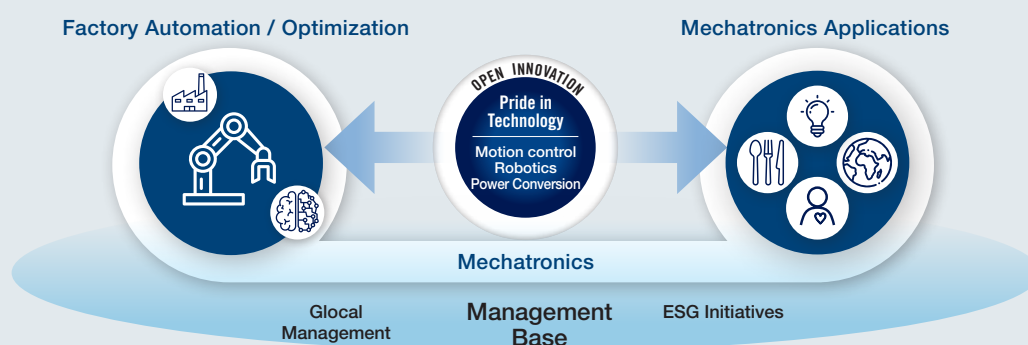 Factory Automation / Optimization
Mechatronics Applications
OPEN INNOVATION
Pride in
Technology
Motion control
Robotics
Power Conversion
Mechatronics
Glocal
Management
Management
Base
ESG Initiatives